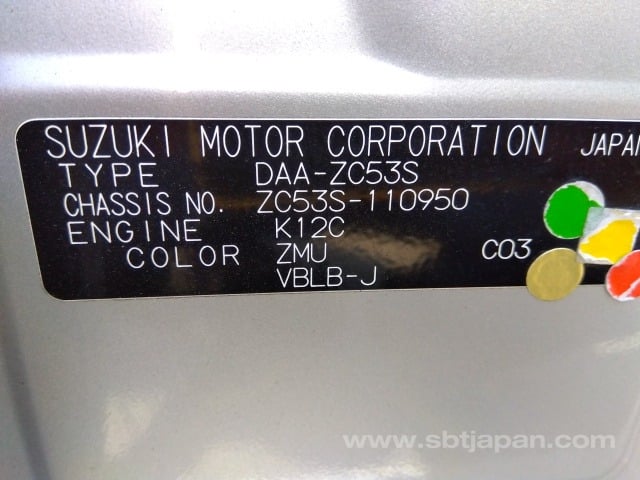 SUZUKI MOTOR CORPORATION JAPAN
TYPE DAA-ZC53S
CHASSIS NO. ZC53S-110950
ENGINE K12C
COLOR ZMU C03
VBLB-J
www.sbtjapan.com